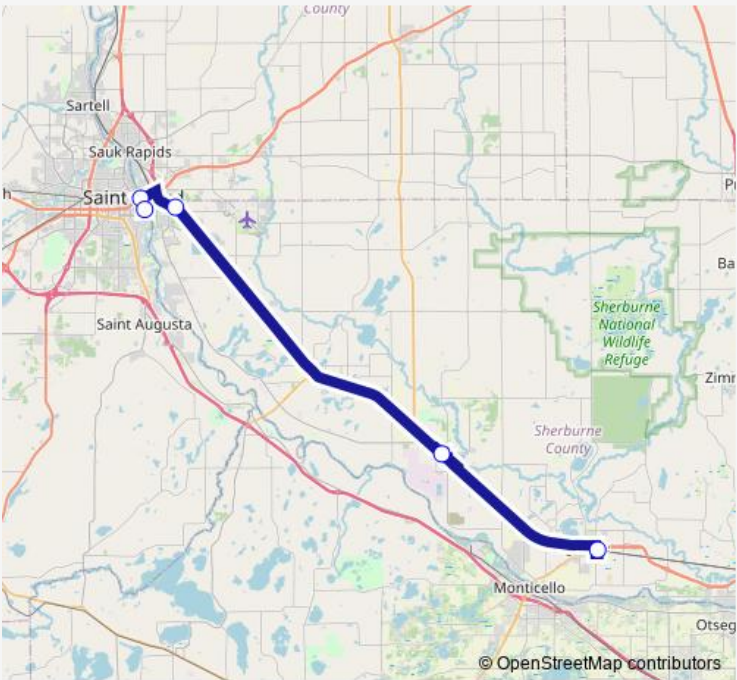 County
Sartell
Sauk Rapids
h
Saint
d
P
Ba
Sherburne
National
Wildlife
Refuge
Saint Augusta
Zimr
Sherburne
County
Monticello
Otseg
© OpenStreetMap contributors